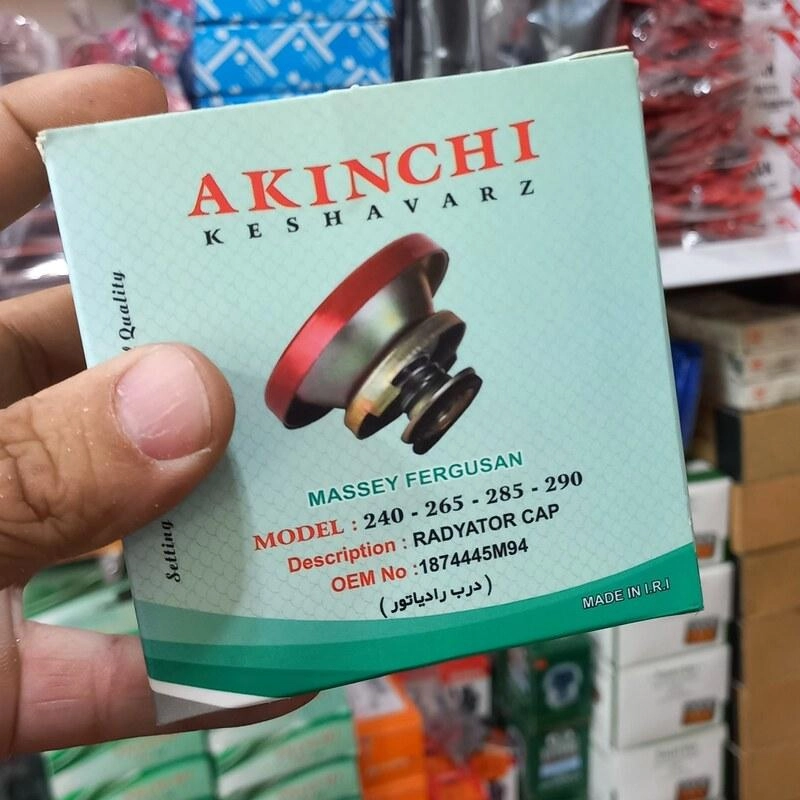 AKINCHI
KESHAVARZ
Quality
Setting
MASSEY FERGUSAN
MODEL : 240 - 265 - 285 - 290
Description : RADYATOR CAP
OEM No :1874445M94
( درب رادیاتور )
MADE IN I.R.I